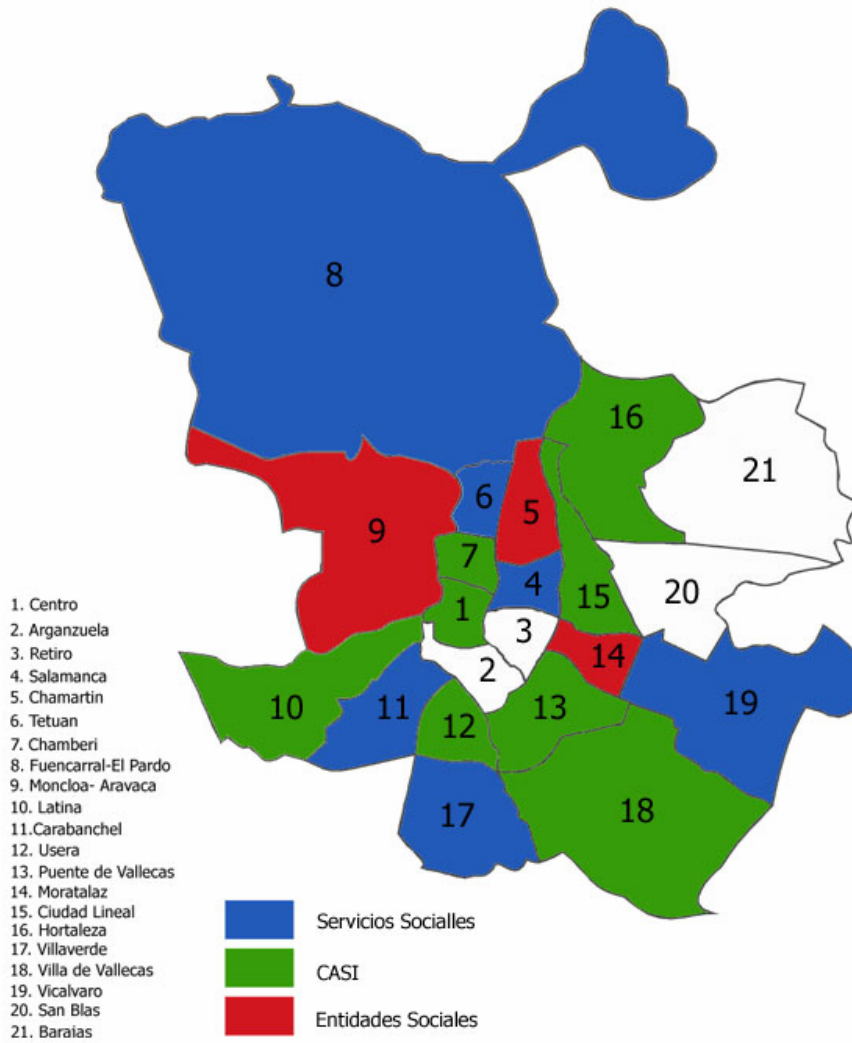 8
16
21
6
5
9
7
4
1
15
20
3
14
2
10
11
12
13
19
17
18
1. Centro
2. Arganzuela
3. Retiro
4. Salamanca
5. Chamartin
6. Tetuan
7. Chamberi
8. Fuencarral-El Pardo
9. Moncloa- Aravaca
10. Latina
11.Carabanchel
12. Usera
13. Puente de Vallecas
14. Moratalaz
15. Ciudad Lineal
16. Hortaleza
17. Villaverde
18. Villa de Vallecas
19. Vicalvaro
20. San Blas
21. Baraias
Servicios Socialles
CASI
Entidades Sociales